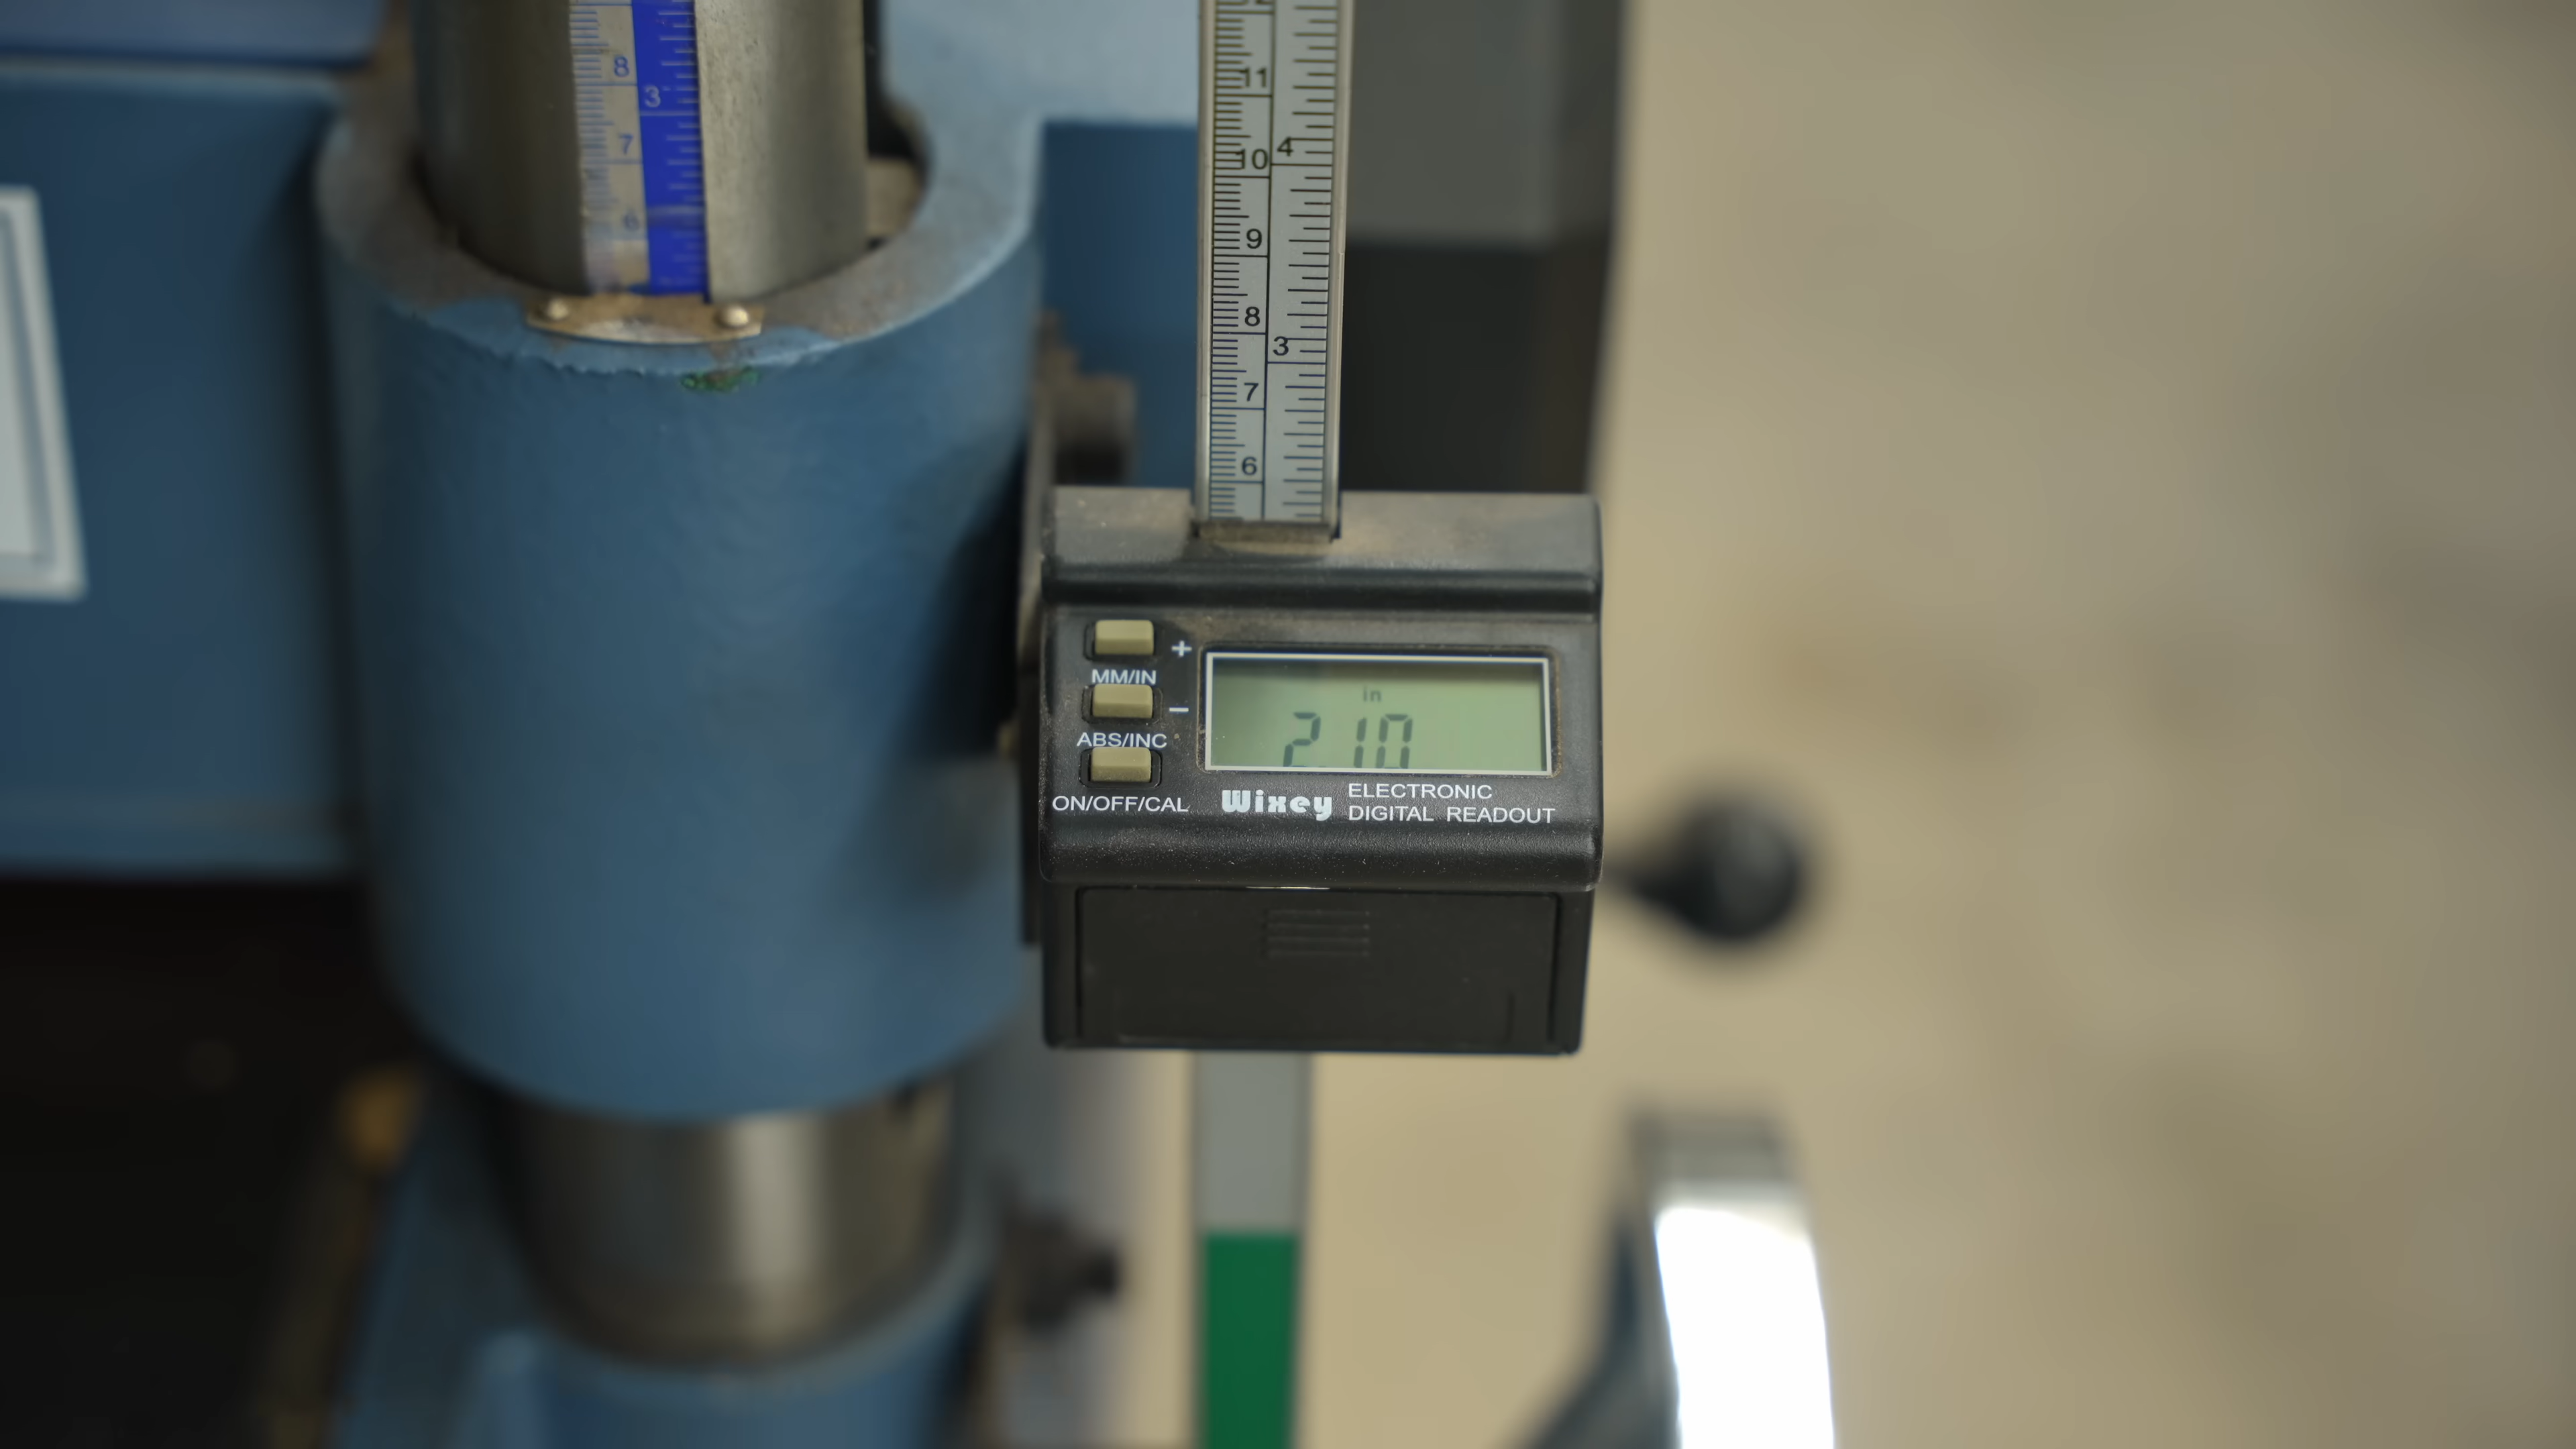 8
3
7
6
11
4
10
9
8
3
7
6
+
MM/IN
−
ABS/INC
ON/OFF/CAL
in
2.10
Wixey ELECTRONIC
DIGITAL READOUT